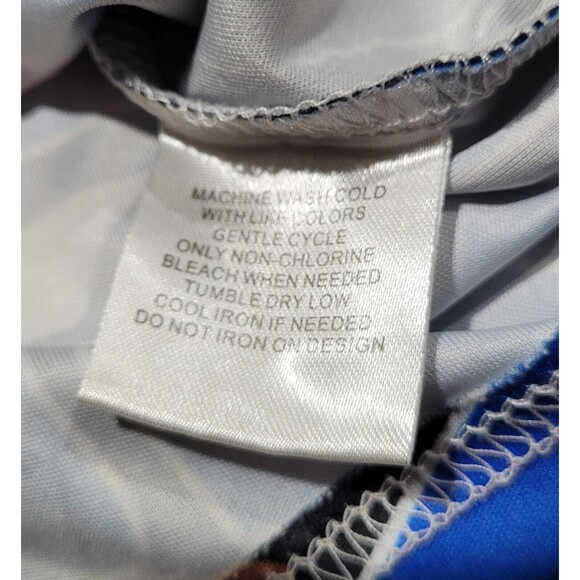 MACHINE WASH COLD
WITH LIKE COLORS
GENTLE CYCLE
ONLY NON-CHLORINE
BLEACH WHEN NEEDED
TUMBLE DRY LOW
COOL IRON IF NEEDED
DO NOT IRON ON DESIGN